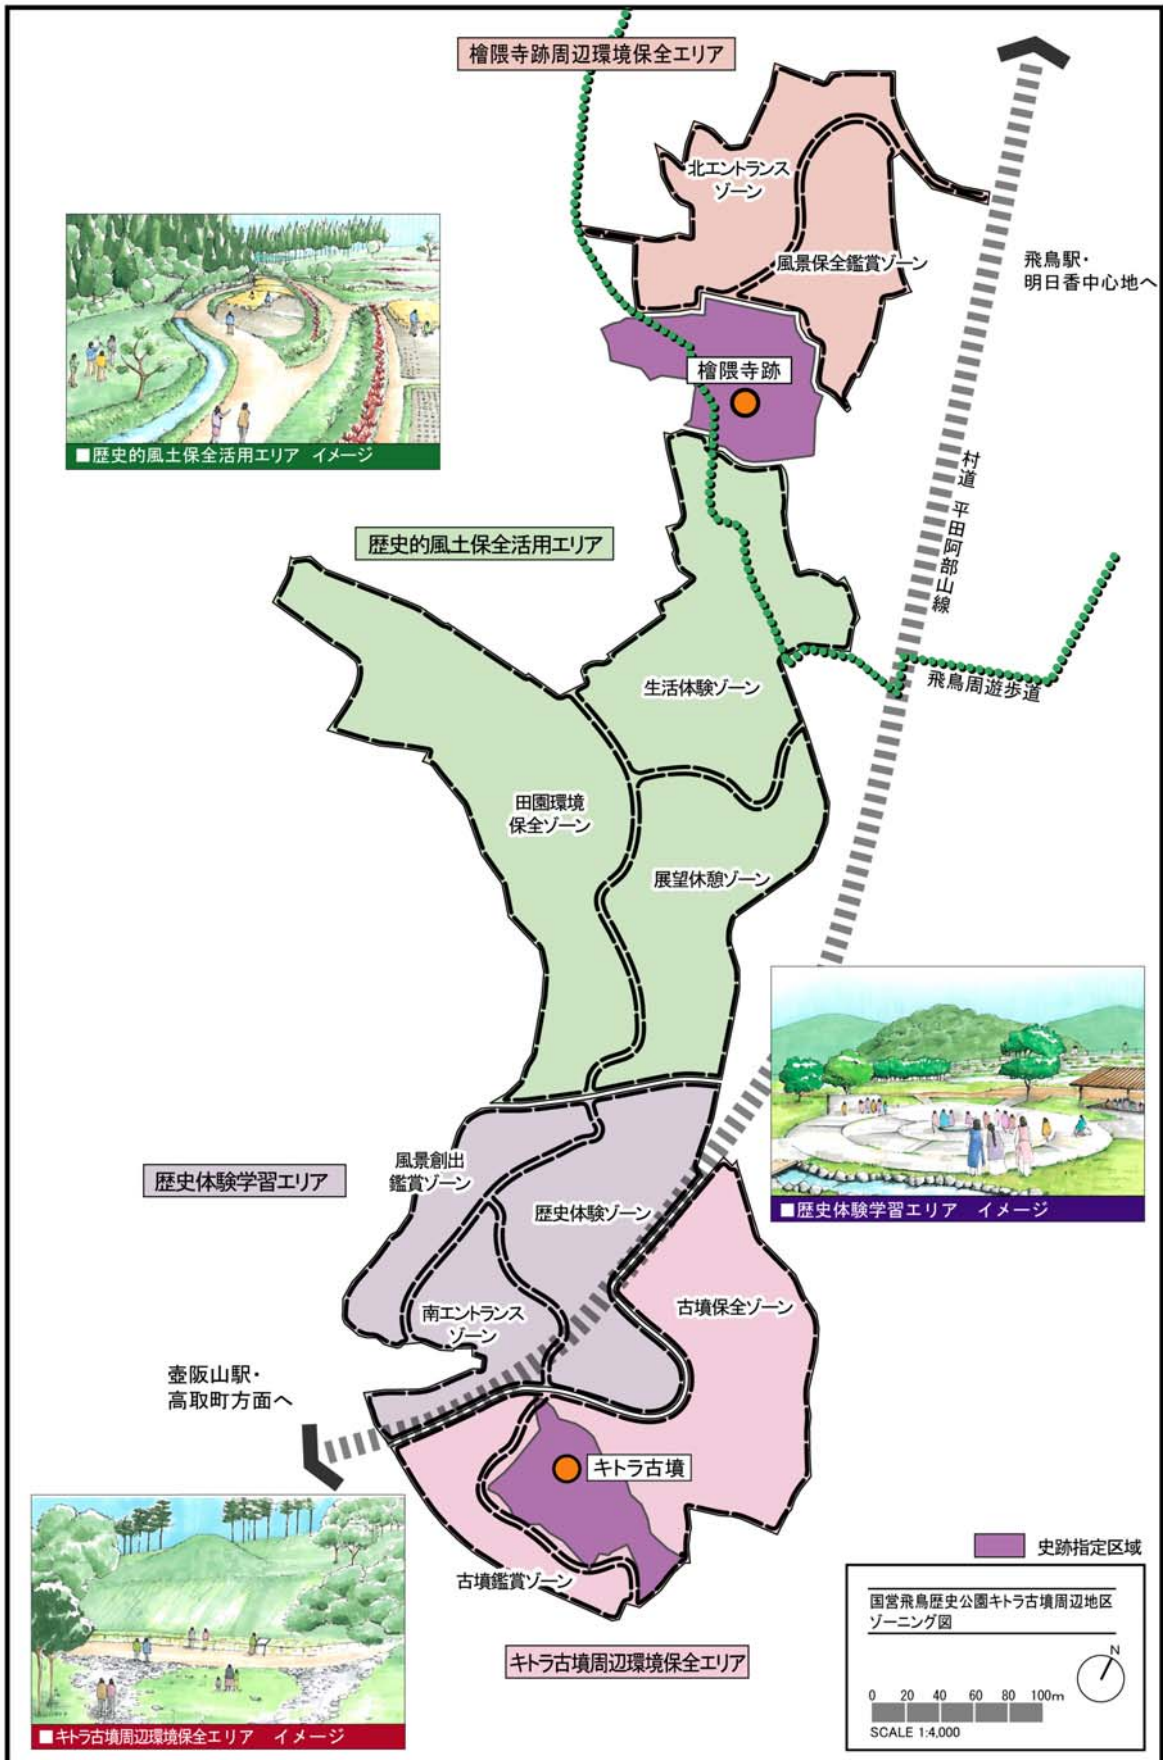 檜隈寺跡周辺環境保全エリア
北エントランス
ゾーン
風景保全鑑賞ゾーン
飛鳥駅・
明日香中心地へ
檜隈寺跡
■歴史的風土保全活用エリア イメージ
村道 平田阿部山線
歴史的風土保全活用エリア
生活体験ゾーン
飛鳥周遊歩道
田園環境
保全ゾーン
展望休憩ゾーン
風景創出
鑑賞ゾーン
歴史体験学習エリア
歴史体験ゾーン
■歴史体験学習エリア イメージ
南エントランス
ゾーン
古墳保全ゾーン
壺阪山駅・
高取町方面へ
キトラ古墳
古墳鑑賞ゾーン
キトラ古墳周辺環境保全エリア
■キトラ古墳周辺環境保全エリア イメージ
史跡指定区域
国営飛鳥歴史公園キトラ古墳周辺地区
ゾーニング図
N
0 20 40 60 80 100m
SCALE 1:4,000